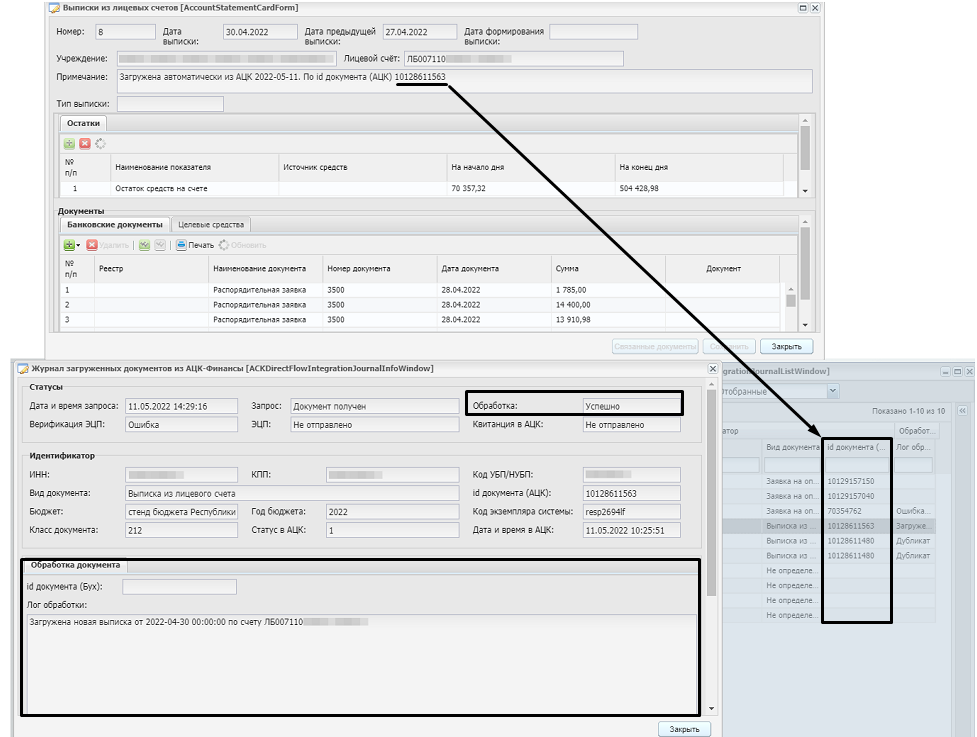 Выписки из лицевых счетов [AccountStatementCardForm]
Номер: 8 Дата выписки: 30.04.2022 Дата предыдущей выписки: 27.04.2022 Дата формирования выписки:
Учреждение: Лицевой счёт: ЛБ007110
Примечание: Загружена автоматически из АЦК 2022-05-11. По id документа (АЦК) 10128611563
Тип выписки:
Остатки
№ п/п Наименование показателя Источник средств На начало дня На конец дня
1 Остаток средств на счете 70 357,32 504 428,98
Документы
Банковские документы Целевые средства
Удалить Печать Обновить
№ п/п Реестр Наименование документа Номер документа Дата документа Сумма Документ
1 Распорядительная заявка 3500 28.04.2022 1 785,00
2 Распорядительная заявка 3500 28.04.2022 14 400,00
3 Распорядительная заявка 3500 28.04.2022 13 910,98
Связанные документы Сохранить Закрыть
Журнал загруженных документов из АЦК-Финансы [ACKDirectFlowIntegrationJournalInfoWindow]
Статусы
Дата и время запроса: 11.05.2022 14:29:16 Запрос: Документ получен Обработка: Успешно
Верификация ЭЦП: Ошибка ЭЦП: Не отправлено Квитанция в АЦК: Не отправлено
Идентификатор
ИНН: КПП: Код УБП/НУБП:
Вид документа: Выписка из лицевого счета id документа (АЦК): 10128611563
Бюджет: стенд бюджета Республики Год бюджета: 2022 Код экземпляра системы: resp2694lf
Класс документа: 212 Статус в АЦК: 1 Дата и время в АЦК: 11.05.2022 10:25:51
Обработка документа
id документа (Бух):
Лог обработки:
Загружена новая выписка от 2022-04-30 00:00:00 по счету ЛБ007110
Закрыть
grationJournalListWindow]
тобранные
Показано 1-10 из 10
атор Обработ...
Вид документа id документа (... Лог обр...
Заявка на оп... 10129157150
Заявка на оп... 10129157040
Заявка на оп... 70354762 Ошибка...
Выписка из ... 10128611563 Загруже...
Выписка из ... 10128611480 Дубликат
Выписка из ... 10128611480 Дубликат
Не определе...
Не определе...
Не определе...
Не определе...